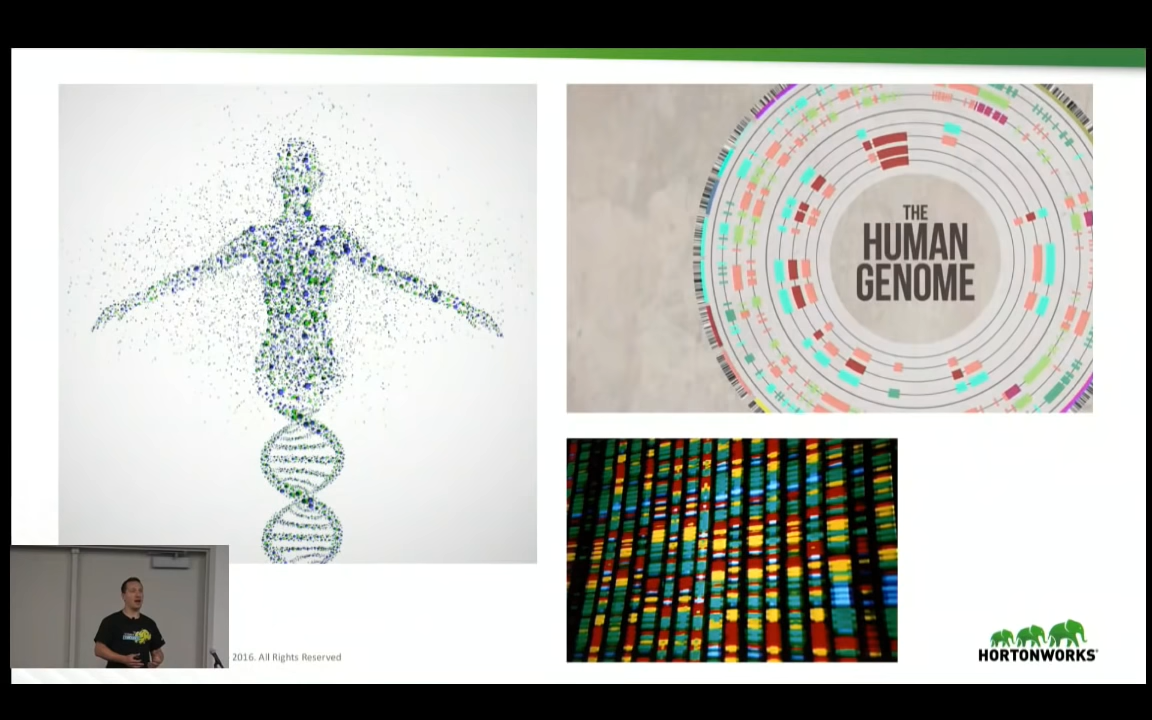 THE
HUMAN
GENOME
2016. All Rights Reserved
HORTONWORKS